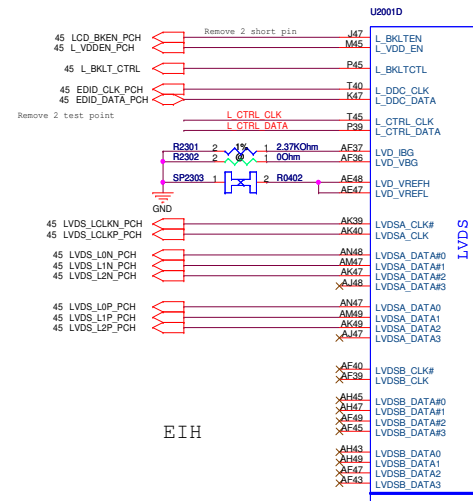 U2001D
Remove 2 short pin
45 LCD_BKEN_PCH J47 L_BKLTEN
45 L_VDDEN_PCH M45 L_VDD_EN
45 L_BKLT_CTRL P45 L_BKLTCTL
45 EDID_CLK_PCH T40 L_DDC_CLK
45 EDID_DATA_PCH K47 L_DDC_DATA
Remove 2 test point
L_CTRL_CLK T45 L_CTRL_CLK
L_CTRL_DATA P39 L_CTRL_DATA
R2301 2 1% 1 2.37KOhm AF37 LVD_IBG
R2302 2 @ 1 0Ohm AF36 LVD_VBG
SP2303 1 2 R0402 AE48 LVD_VREFH
AE47 LVD_VREFL
GND
LVDS
45 LVDS_LCLKN_PCH AK39 LVDSA_CLK#
45 LVDS_LCLKP_PCH AK40 LVDSA_CLK
45 LVDS_L0N_PCH AN48 LVDSA_DATA#0
45 LVDS_L1N_PCH AM47 LVDSA_DATA#1
45 LVDS_L2N_PCH AK47 LVDSA_DATA#2
AJ48 LVDSA_DATA#3
45 LVDS_L0P_PCH AN47 LVDSA_DATA0
45 LVDS_L1P_PCH AM49 LVDSA_DATA1
45 LVDS_L2P_PCH AK49 LVDSA_DATA2
AJ47 LVDSA_DATA3
AF40 LVDSB_CLK#
AF39 LVDSB_CLK
AH45 LVDSB_DATA#0
AH47 LVDSB_DATA#1
AF49 LVDSB_DATA#2
AF45 LVDSB_DATA#3
EIH
AH43 LVDSB_DATA0
AH49 LVDSB_DATA1
AF47 LVDSB_DATA2
AF43 LVDSB_DATA3